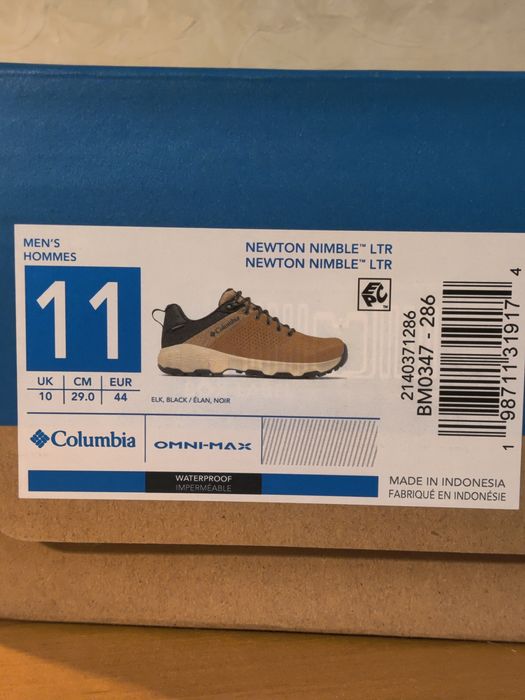 MEN'S
HOMMES
11
UK CM EUR
10 29.0 44
NEWTON NIMBLE™ LTR
NEWTON NIMBLE™ LTR
EPC™
Columbia
ELK, BLACK / ÉLAN, NOIR
2140371286
BM0347 - 286
1 98711 31917 4
Columbia
OMNI-MAX
WATERPROOF
IMPERMÉABLE
MADE IN INDONESIA
FABRIQUÉ EN INDONÉSIE